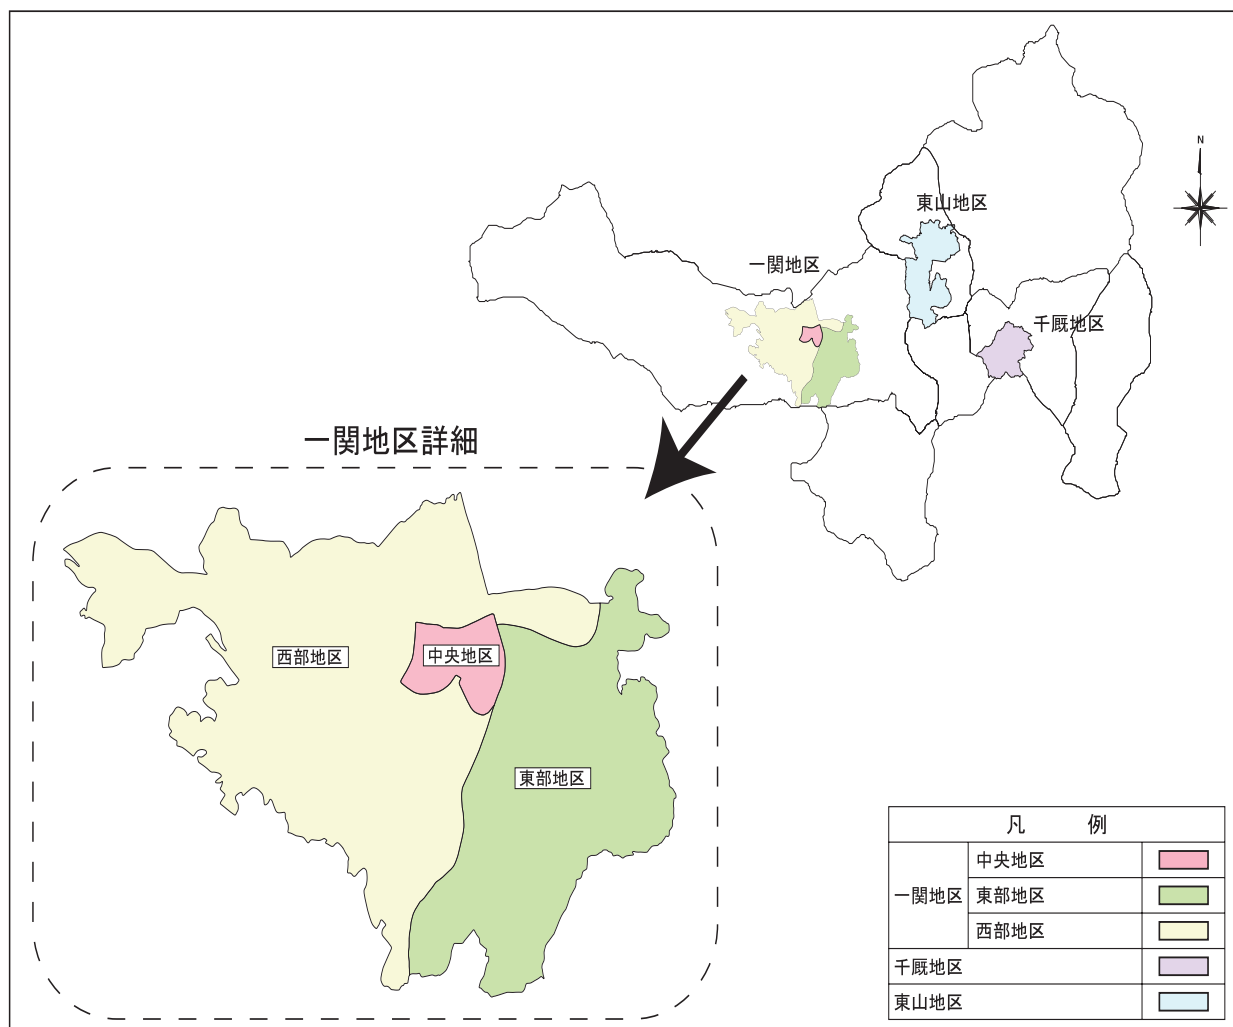 N
東山地区
一関地区
千厩地区
一関地区詳細
西部地区
中央地区
東部地区
凡 例
一関地区
中央地区
東部地区
西部地区
千厩地区
東山地区